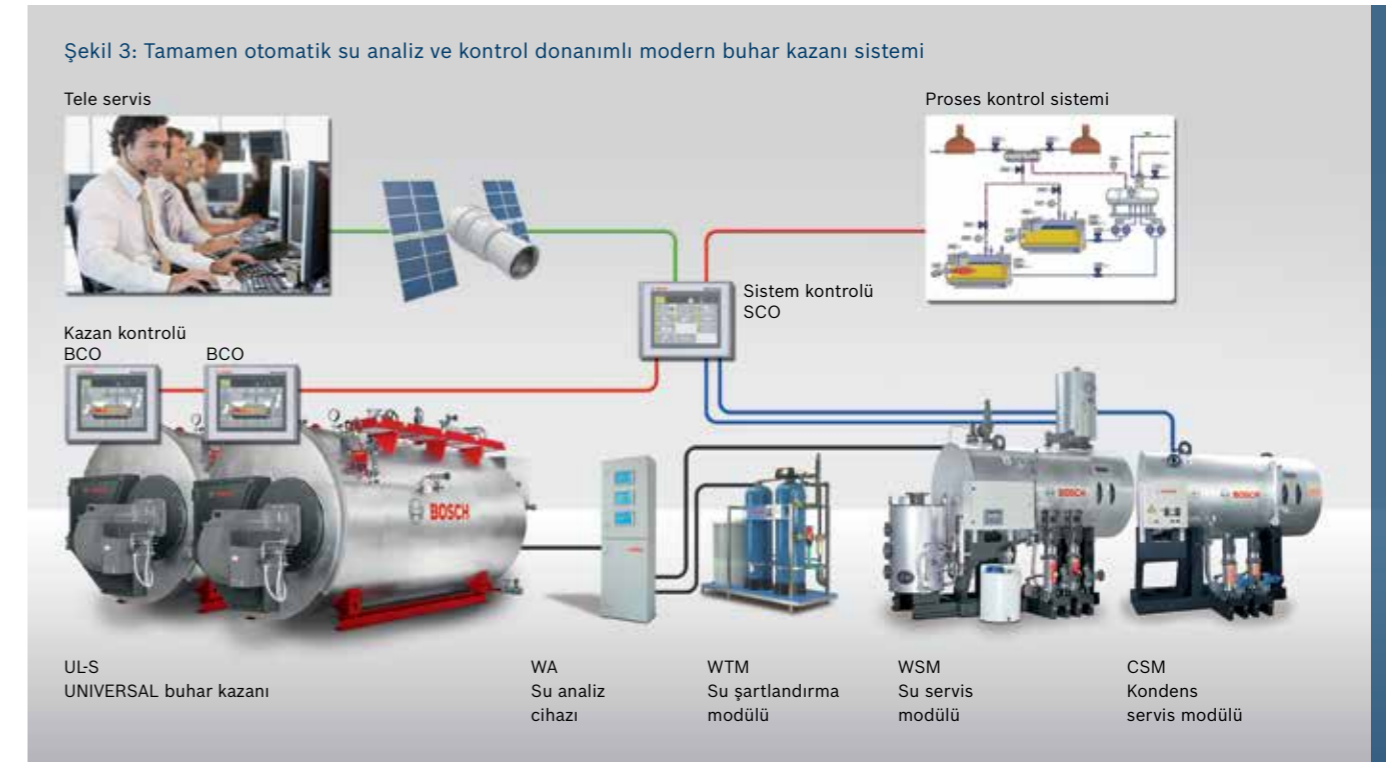 Şekil 3: Tamamen otomatik su analiz ve kontrol donanımlı modern buhar kazanı sistemi
Tele servis
Proses kontrol sistemi
Sistem kontrolü
SCO
Kazan kontrolü
BCO
BCO
BOSCH
BOSCH
BOSCH
UL-S
UNIVERSAL buhar kazanı
WA
Su analiz
cihazı
WTM
Su şartlandırma
modülü
WSM
Su servis
modülü
CSM
Kondens
servis modülü